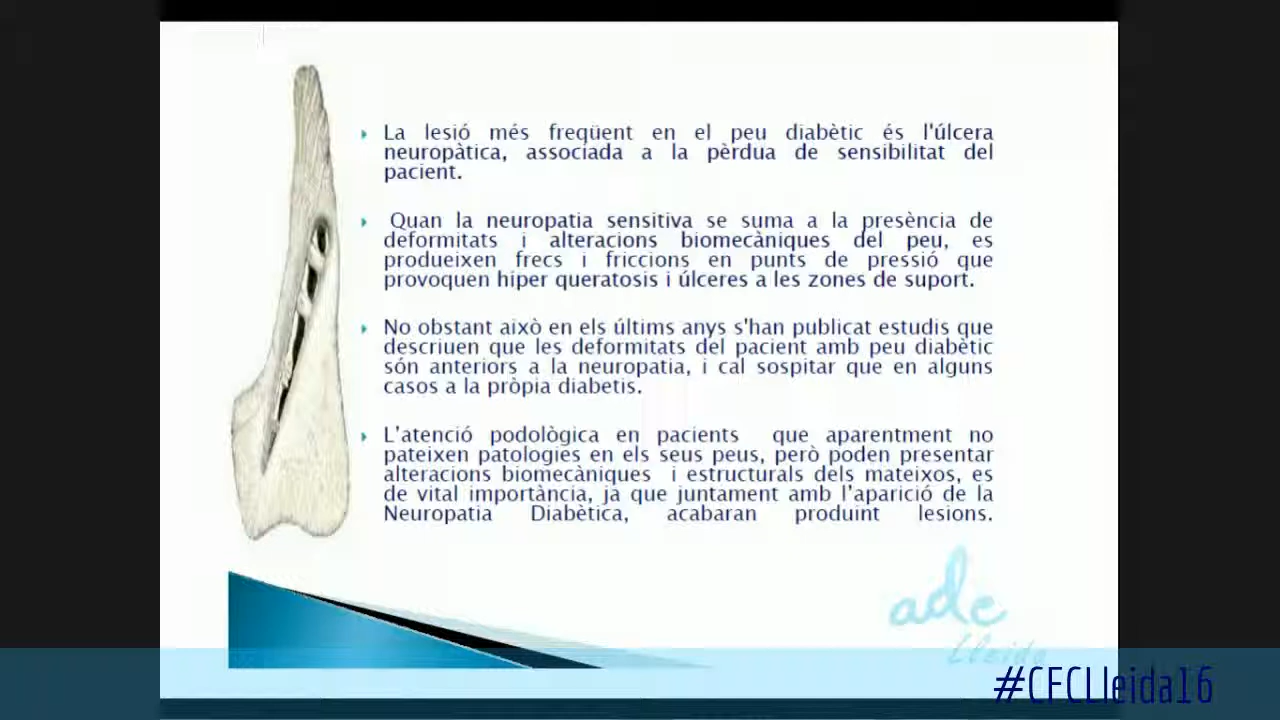 La lesió més freqüent en el peu diabètic és l'úlcera
neuropàtica, associada a la pèrdua de sensibilitat del
pacient.
Quan la neuropatia sensitiva se suma a la presència de
deformitats i alteracions biomecàniques del peu, es
produeixen frecs i friccions en punts de pressió que
provoquen híper queratosis i úlceres a les zones de suport.
No obstant això en els últims anys s'han publicat estudis que
descriuen que les deformitats del pacient amb peu diabètic
són anteriors a la neuropatia, i cal sospitar que en alguns
casos a la pròpia diabetis.
L'atenció podològica en pacients que aparentment no
pateixen patologies en els seus peus, però poden presentar
alteracions biomecàniques i estructurals dels mateixos, es
de vital importància, ja que juntament amb l'aparició de la
Neuropatia Diabètica, acabaran produint lesions.
adc
Lleida
#CFCLleida16